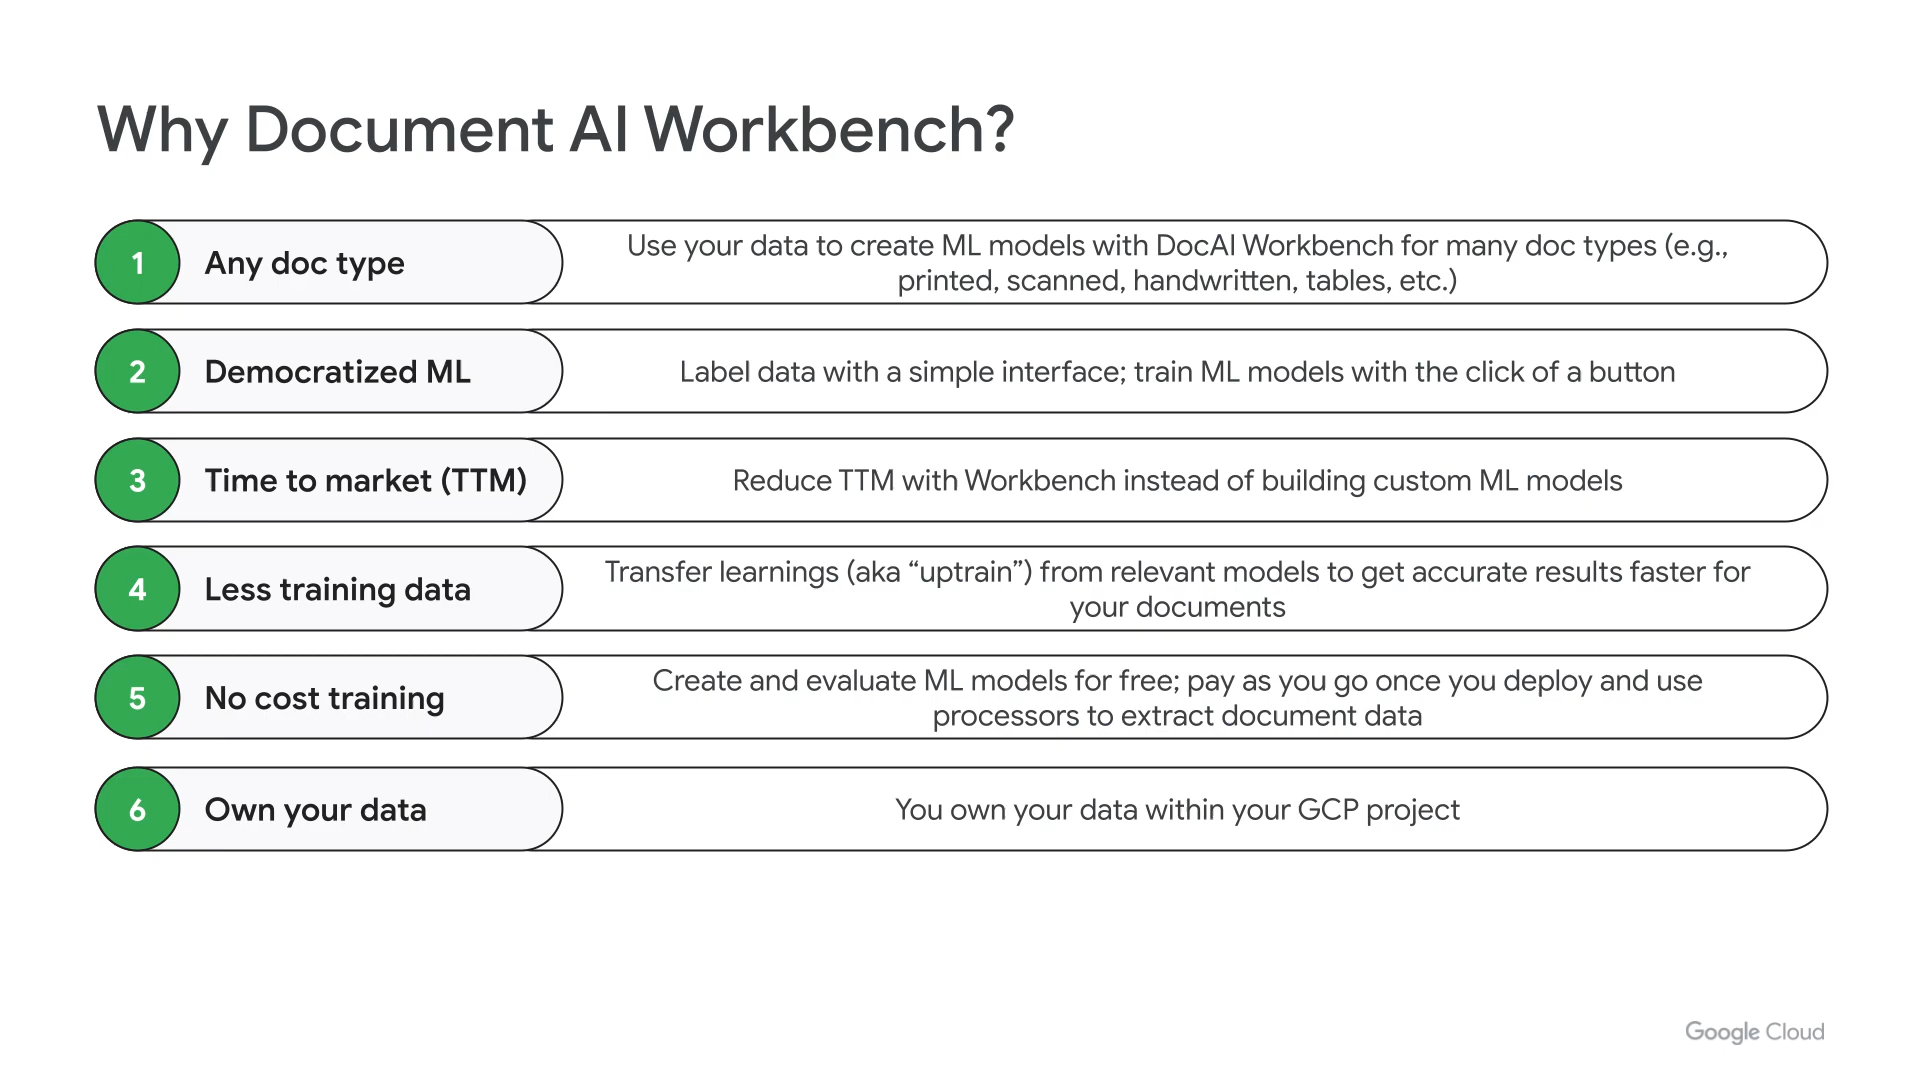 Why Document AI Workbench?
1
Any doc type
Use your data to create ML models with DocAI Workbench for many doc types (e.g.,
printed, scanned, handwritten, tables, etc.)
2
Democratized ML
Label data with a simple interface; train ML models with the click of a button
3
Time to market (TTM)
Reduce TTM with Workbench instead of building custom ML models
4
Less training data
Transfer learnings (aka “uptrain”) from relevant models to get accurate results faster for
your documents
5
No cost training
Create and evaluate ML models for free; pay as you go once you deploy and use
processors to extract document data
6
Own your data
You own your data within your GCP project
Google Cloud